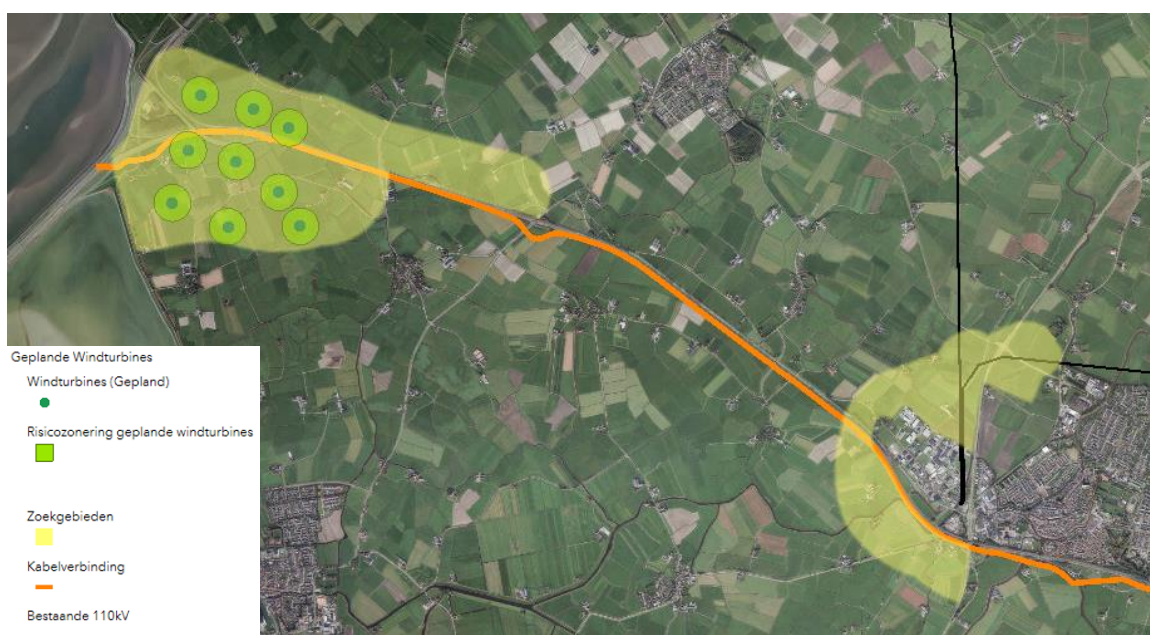 Geplande Windturbines
Windturbines (Gepland)
Risicozonering geplande windturbines
Zoekgebieden
Kabelverbinding
Bestaande 110kV